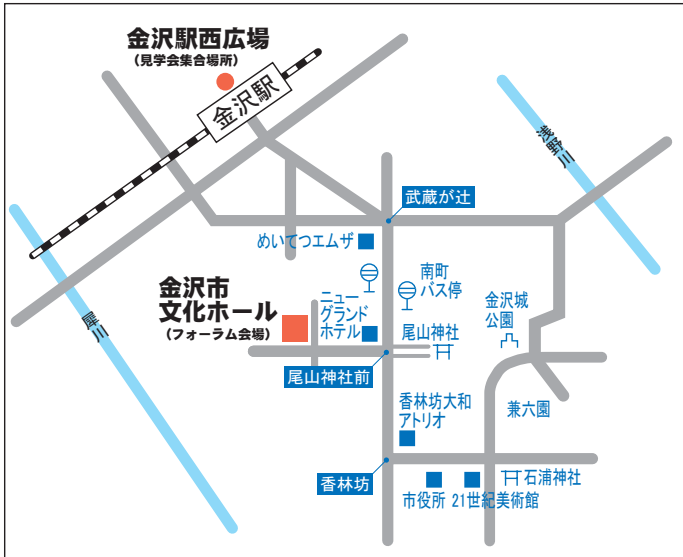 金沢駅西広場
(見学会集合場所)
金沢駅
浅野川
武蔵が辻
めいてつエムザ
南町
バス停
金沢市
文化ホール
(フォーラム会場)
ニュー
グランド
ホテル
金沢城
公園
尾山神社
犀川
尾山神社前
香林坊大和
アトリオ
兼六園
香林坊
石浦神社
市役所
21世紀美術館